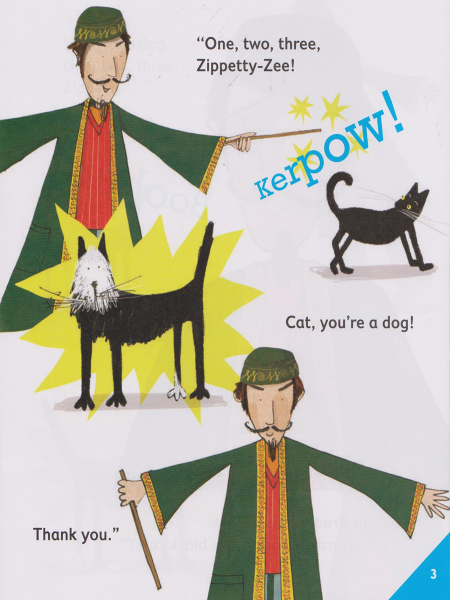 “One, two, three,
Zippetty-Zee!
Kerpow!
Cat, you’re a dog!
Thank you.”
3